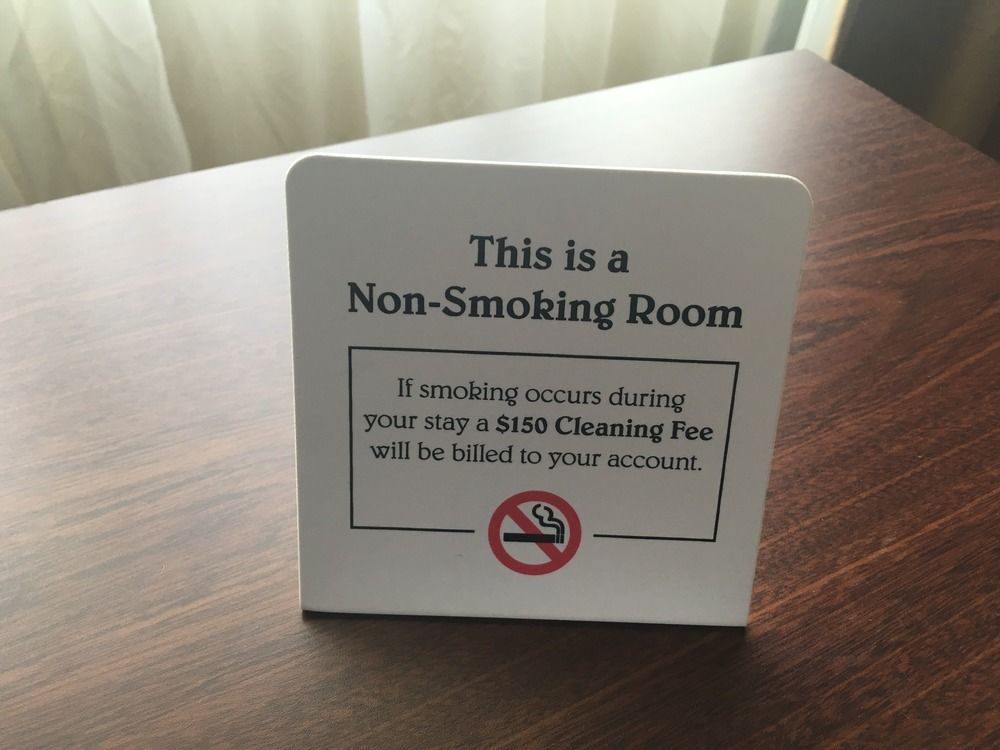 This is a
Non-Smoking Room
If smoking occurs during
your stay a $150 Cleaning Fee
will be billed to your account.